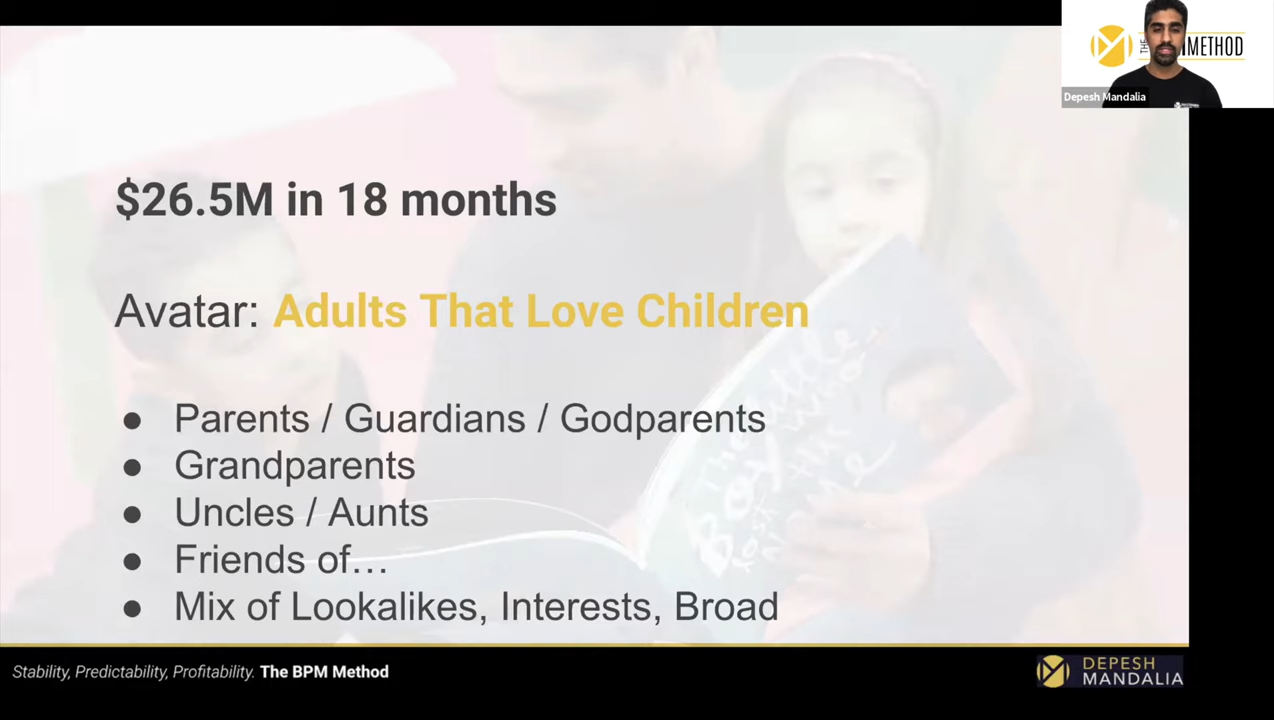 THE
METHOD
Depesh Mandalia
$26.5M in 18 months
Avatar: Adults That Love Children
● Parents / Guardians / Godparents
● Grandparents
● Uncles / Aunts
● Friends of…
● Mix of Lookalikes, Interests, Broad
Stability, Predictability, Profitability. The BPM Method
DEPESH
MANDALIA